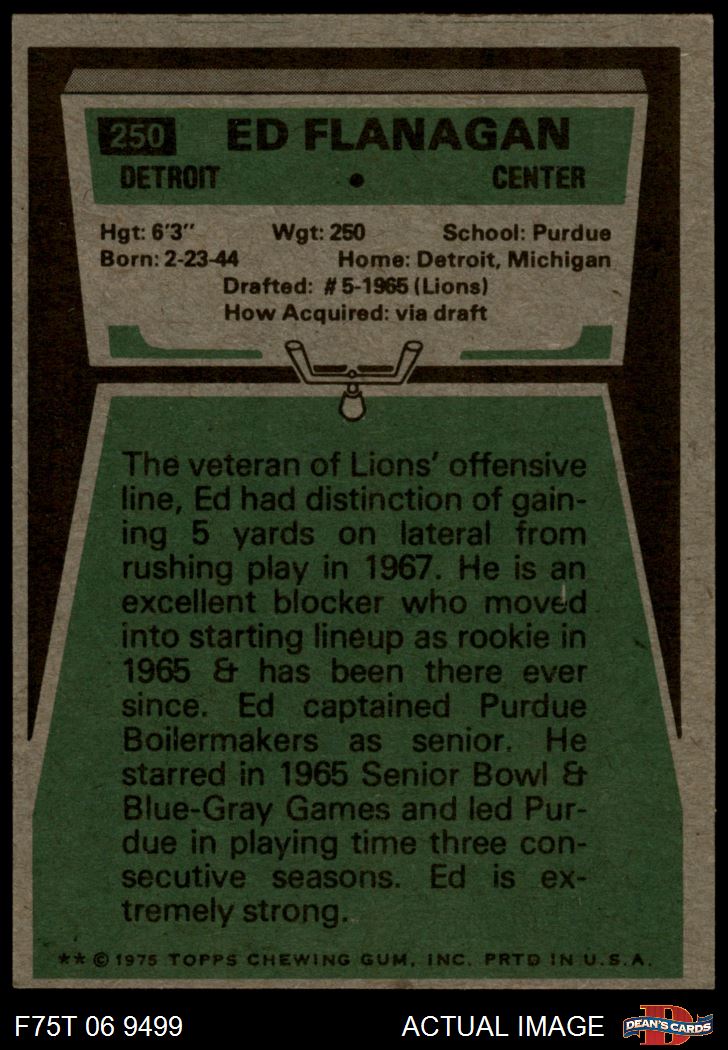 250 ED FLANAGAN
DETROIT • CENTER
Hgt: 6'3" Wgt: 250 School: Purdue
Born: 2-23-44 Home: Detroit, Michigan
Drafted: #5-1965 (Lions)
How Acquired: via draft
The veteran of Lions' offensive
line, Ed had distinction of gain-
ing 5 yards on lateral from
rushing play in 1967. He is an
excellent blocker who moved
into starting lineup as rookie in
1965 & has been there ever
since. Ed captained Purdue
Boilermakers as senior. He
starred in 1965 Senior Bowl &
Blue-Gray Games and led Pur-
due in playing time three con-
secutive seasons. Ed is ex-
tremely strong.
** © 1975 TOPPS CHEWING GUM, INC. PRTD IN U.S.A.
F75T 06 9499 ACTUAL IMAGE DEAN'S CARDS